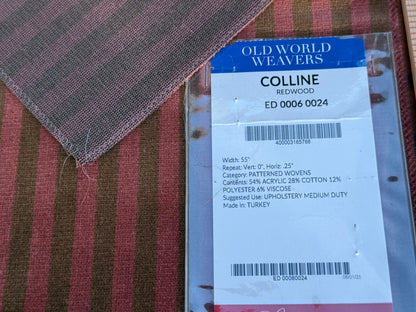 OLD WORLD
WEAVERS
COLLINE
REDWOOD
ED 0006 0024
400003165766
Width: 55"
Repeat: Vert: 0", Horiz: .25"
Category: PATTERNED WOVENS
Contents: 54% ACRYLIC 28% COTTON 12%
POLYESTER 6% VISCOSE
Suggested Use: UPHOLSTERY MEDIUM DUTY
Made in: TURKEY
ED 00060024